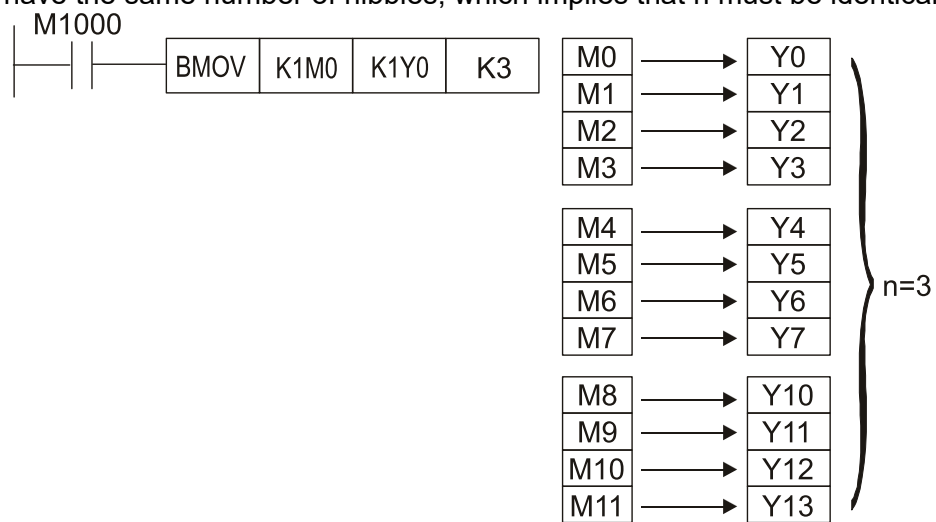 have the same number of nibbles, which implies that n must be identical
M1000
BMOV K1M0 K1Y0 K3
M0 Y0
M1 Y1
M2 Y2
M3 Y3
M4 Y4
M5 Y5
M6 Y6
M7 Y7
n=3
M8 Y10
M9 Y11
M10 Y12
M11 Y13